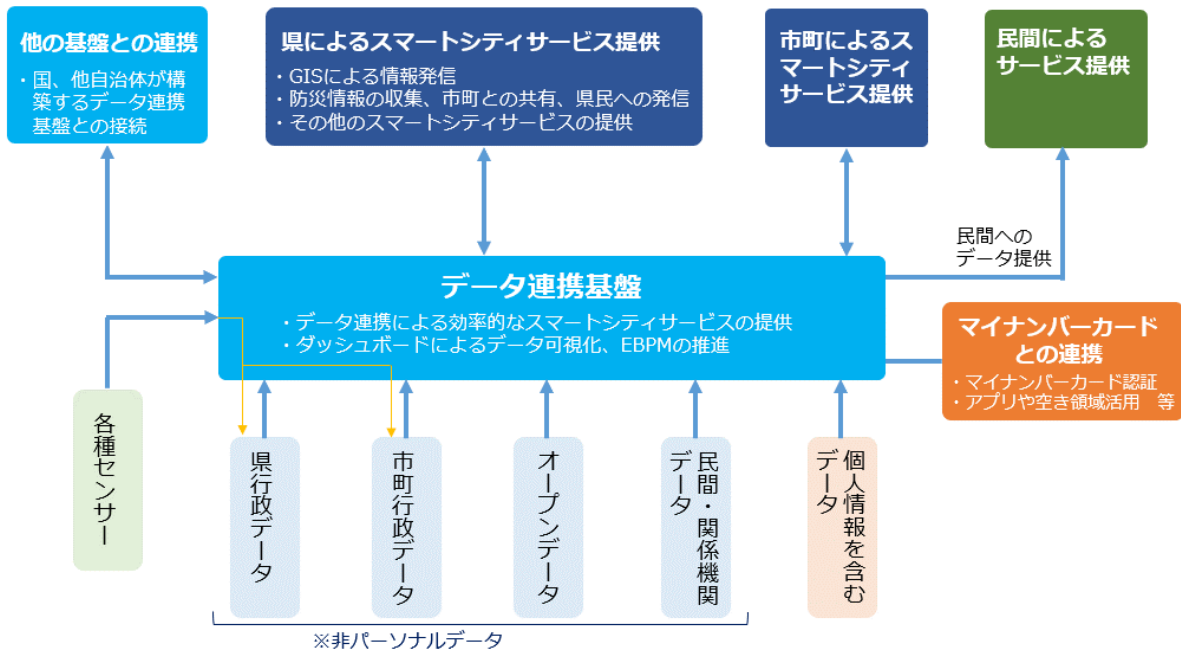 他の基盤との連携
・国、他自治体が構
築するデータ連携
基盤との接続
県によるスマートシティサービス提供
・GISによる情報発信
・防災情報の収集、市町との共有、県民への発信
・その他のスマートシティサービスの提供
市町によるス
マートシティ
サービス提供
民間による
サービス提供
民間への
データ提供
データ連携基盤
・データ連携による効率的なスマートシティサービスの提供
・ダッシュボードによるデータ可視化、EBPMの推進
マイナンバーカード
との連携
・マイナンバーカード認証
・アプリや空き領域活用　等
各種センサー
県行政データ
市町行政データ
オープンデータ
民間・関係機関
データ
個人情報を含む
データ
※非パーソナルデータ